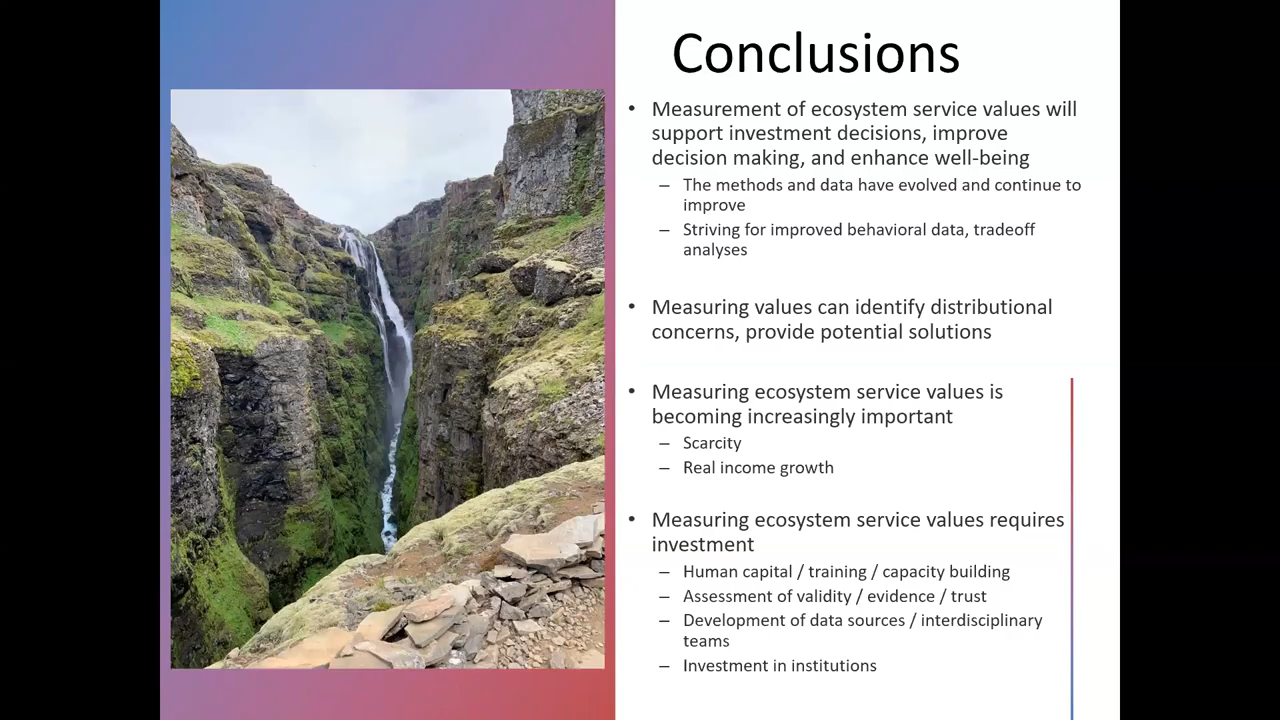 Conclusions
• Measurement of ecosystem service values will
support investment decisions, improve
decision making, and enhance well-being
– The methods and data have evolved and continue to
improve
– Striving for improved behavioral data, tradeoff
analyses
• Measuring values can identify distributional
concerns, provide potential solutions
• Measuring ecosystem service values is
becoming increasingly important
– Scarcity
– Real income growth
• Measuring ecosystem service values requires
investment
– Human capital / training / capacity building
– Assessment of validity / evidence / trust
– Development of data sources / interdisciplinary
teams
– Investment in institutions